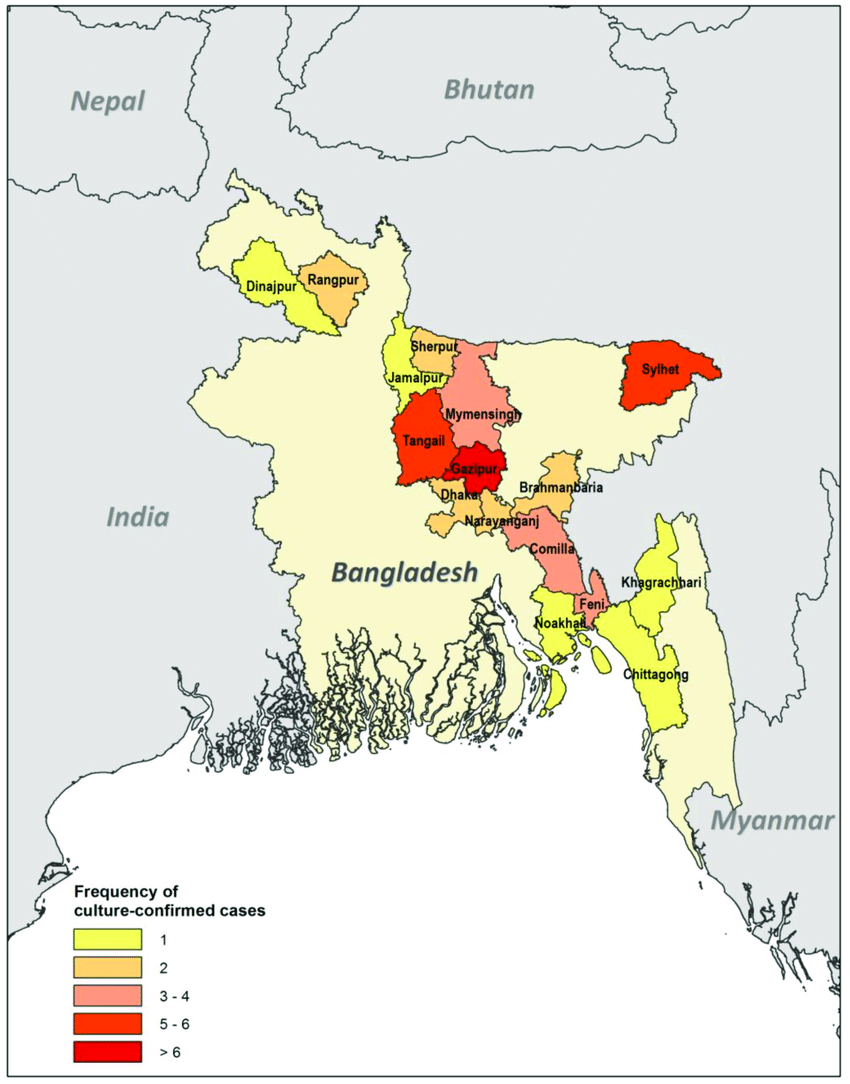 Nepal
Bhutan
Dinajpur
Rangpur
Sherpur
Jamalpur
Sylhet
Mymensingh
Tangail
Gazipur
Dhaka
Brahmanbaria
Narayanganj
India
Comilla
Bangladesh
Khagrachhari
Feni
Noakhali
Chittagong
Myanmar
Frequency of
culture-confirmed cases
1
2
3 - 4
5 - 6
> 6